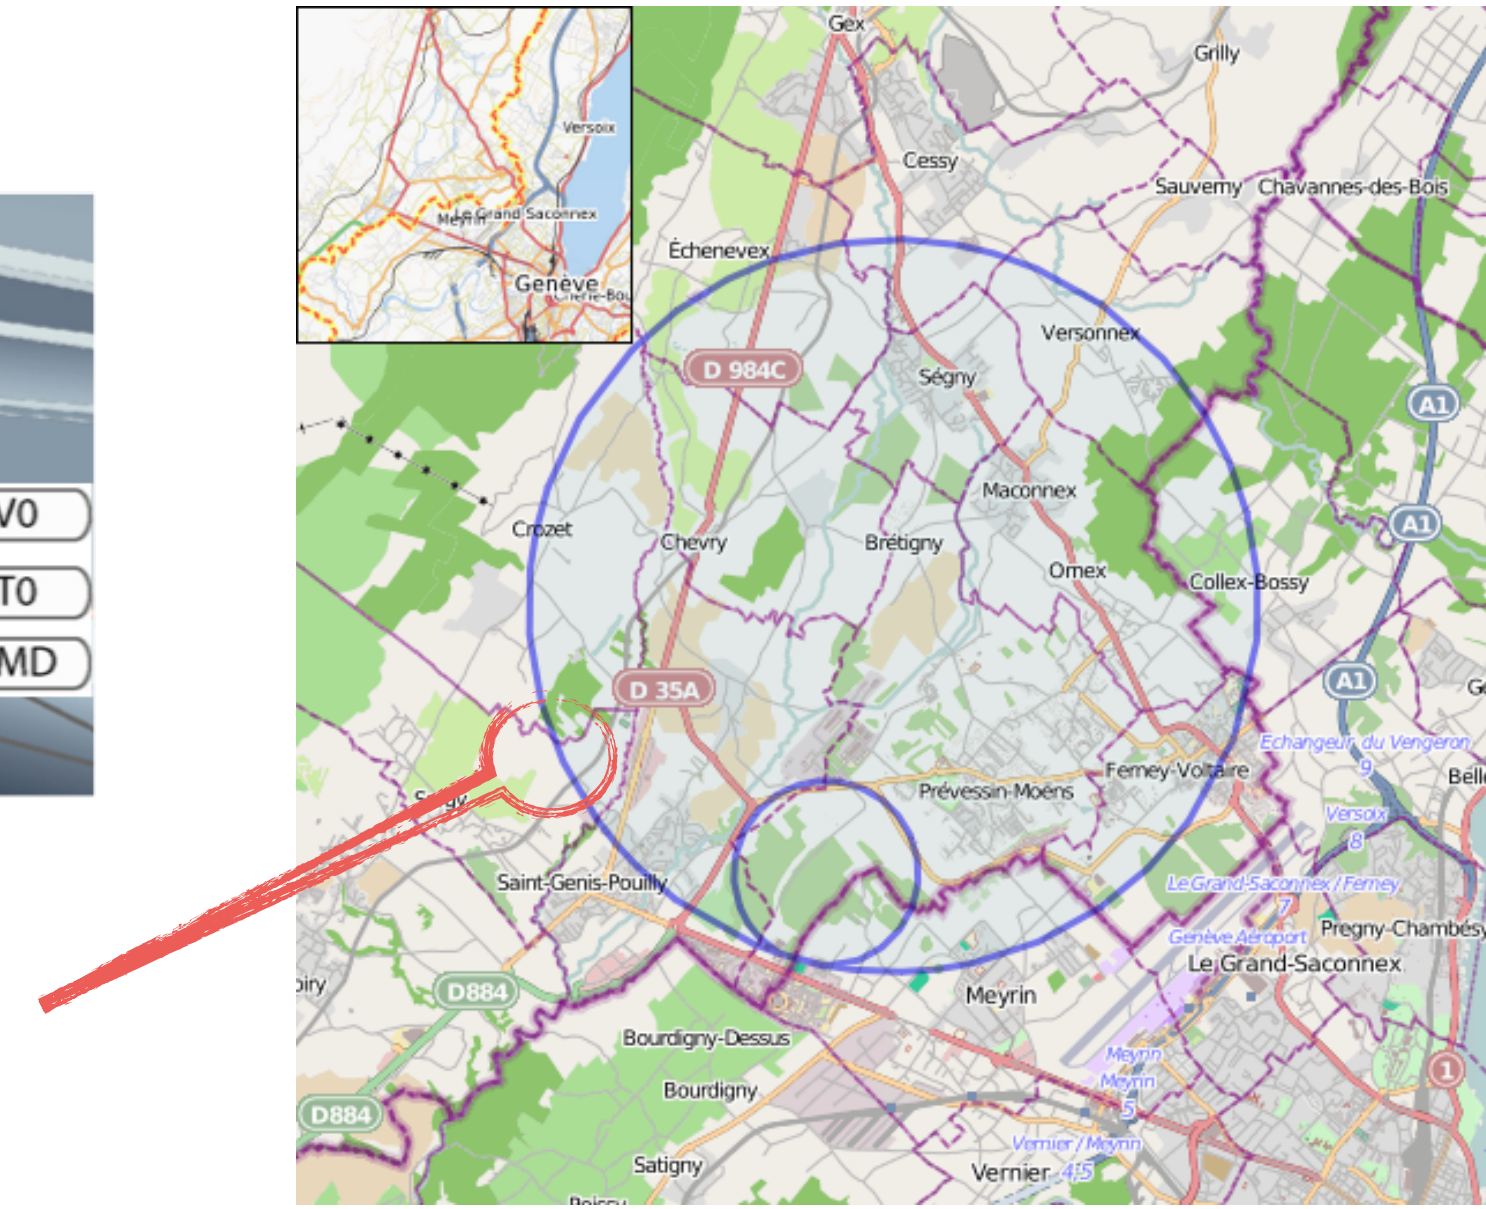 V0
T0
MD
Versoix
Meyrin
Le Grand Saconnex
Genève
Gex
Grilly
Cessy
Sauverny
Chavannes-des-Bois
Échenevex
Versonnex
D 984C
Ségny
A1
Maconnex
Crozet
Chevry
Brétigny
A1
Ornex
Collex-Bossy
D 35A
A1
Echangeur du Vengeron
9
Ferney-Voltaire
Prévessin-Moëns
Versoix
8
Saint-Genis-Pouilly
Le Grand-Saconnex / Ferney
7
Genève Aéroport
Pregny-Chambésy
Le Grand-Saconnex
D884
Meyrin
Bourdigny-Dessus
Meyrin
Meyrin
5
1
Bourdigny
D884
Vernier / Meyrin
Satigny
Vernier
4,5